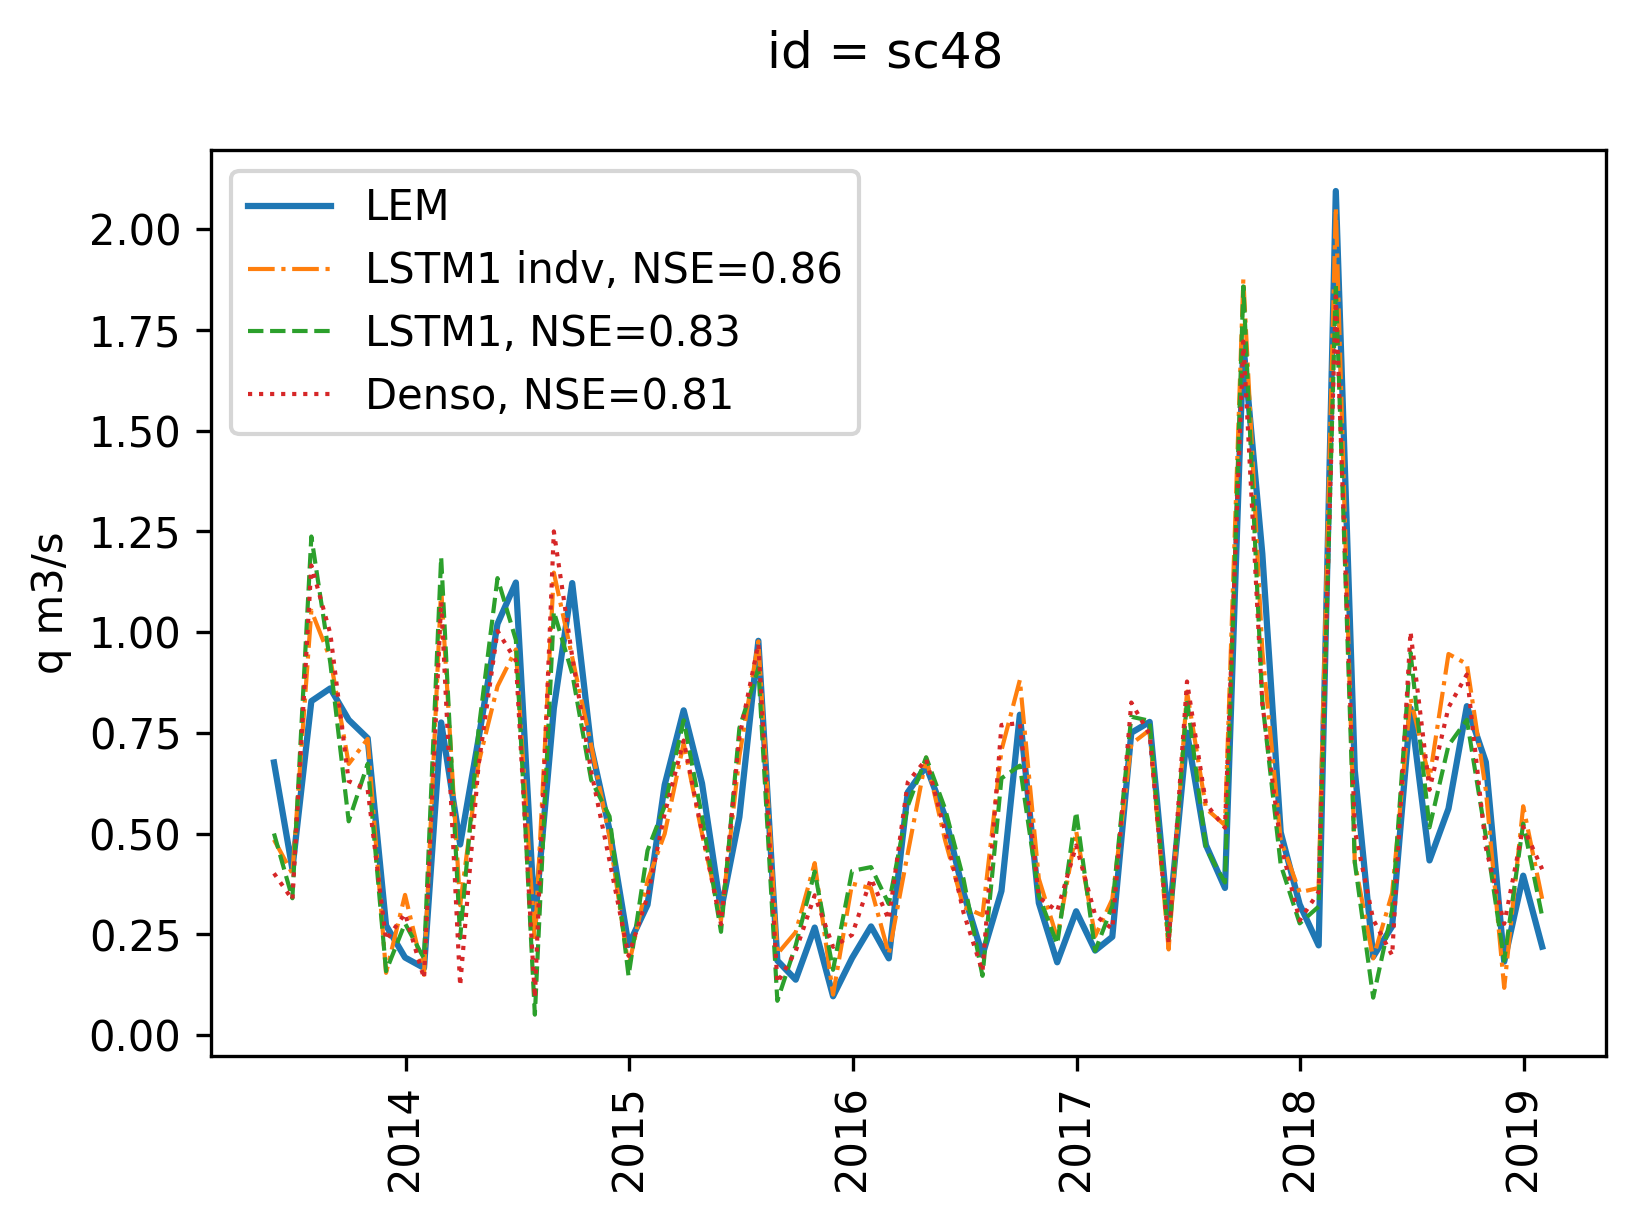 id = sc48
LEM
LSTM1 indv, NSE=0.86
LSTM1, NSE=0.83
Denso, NSE=0.81
q m3/s
2.00
1.75
1.50
1.25
1.00
0.75
0.50
0.25
0.00
2014
2015
2016
2017
2018
2019